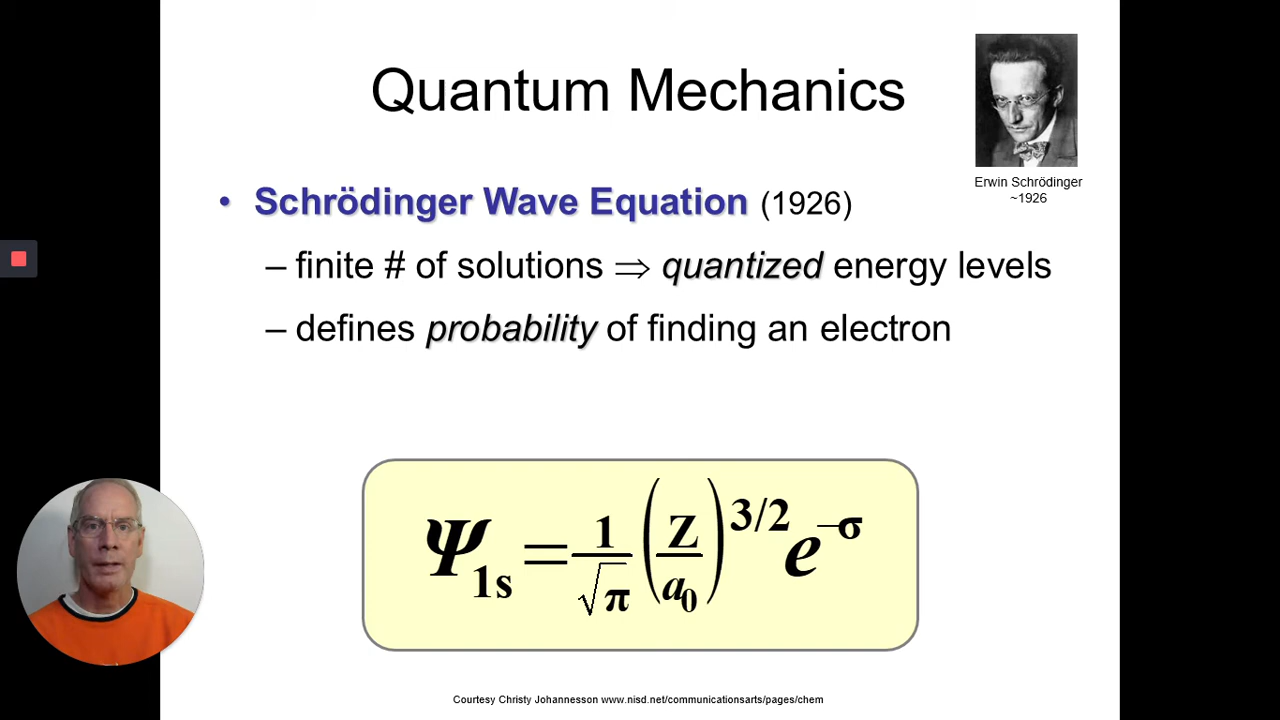 Quantum Mechanics
Erwin Schrödinger
~1926
• Schrödinger Wave Equation (1926)
– finite # of solutions ⇒ quantized energy levels
– defines probability of finding an electron
Ψ1s = 1/√π (Z/a0)^3/2 e^–σ
Courtesy Christy Johannesson www.nisd.net/communicationsarts/pages/chem